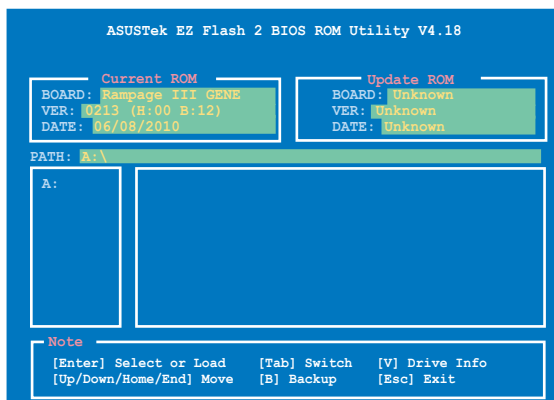 ASUSTek EZ Flash 2 BIOS ROM Utility V4.18
Current ROM
BOARD: Rampage III GENE
VER: 0213 (H:00 B:12)
DATE: 06/08/2010
Update ROM
BOARD: Unknown
VER: Unknown
DATE: Unknown
PATH: A:\
A:
Note
[Enter] Select or Load [Tab] Switch [V] Drive Info
[Up/Down/Home/End] Move [B] Backup [Esc] Exit